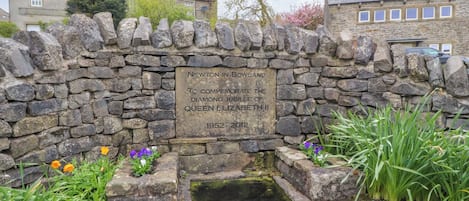 NEWTON IN BOWLAND
TO
COMMEMORATE THE
DIAMOND JUBILEE OF
QUEEN ELIZABETH II
1952-2012